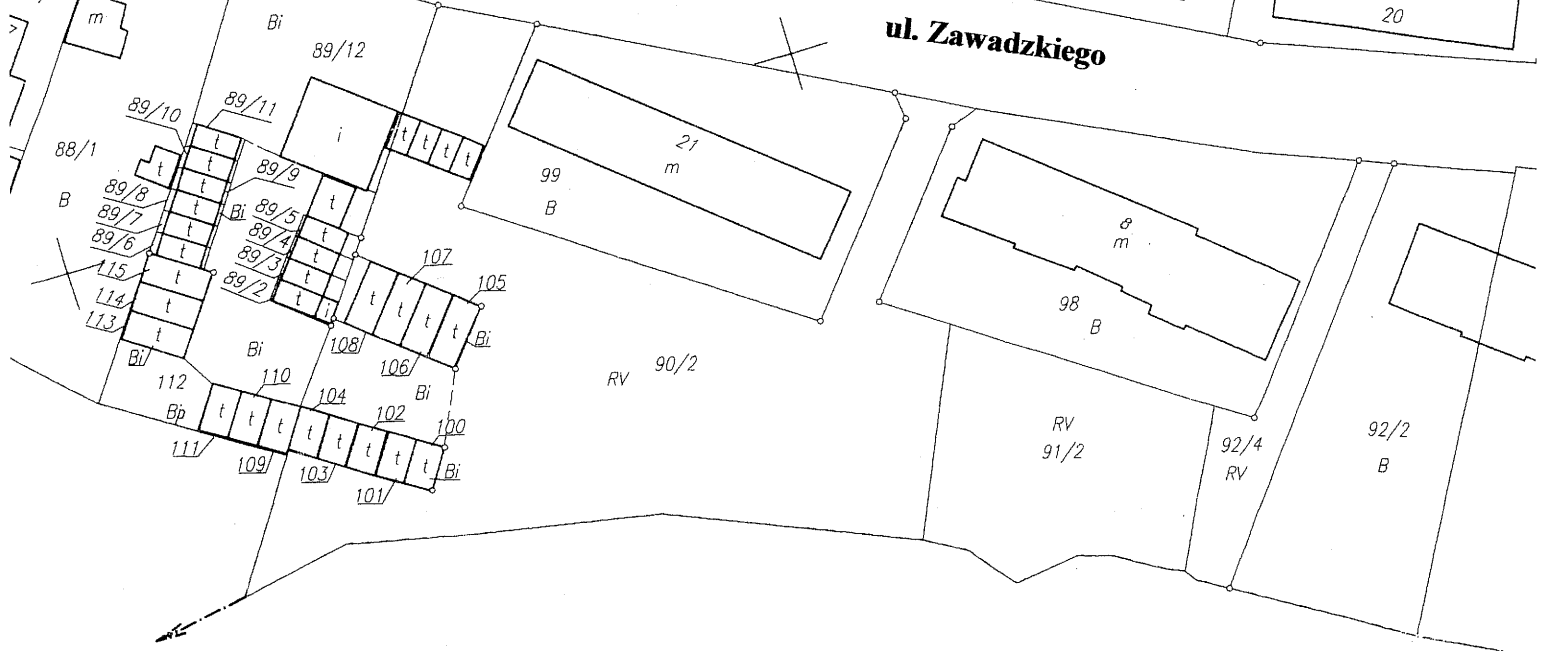 m
Bi
20
ul. Zawadzkiego
89/12
89/10
89/11
i
t
t
t
t
21
m
88/1
B
t
t
t
t
t
t
t
89/9
89/8
89/7
89/6
Bi
89/5
89/4
89/3
89/2
t
t
t
t
t
i
99
B
8
m
98
B
107
105
t
t
t
t
Bi
108
106
115
114
113
t
t
t
Bi
Bi
112
Bp
110
104
102
100
Bi
t
t
t
t
t
t
t
t
Bi
111
109
103
101
RV
90/2
RV
91/2
92/4
RV
92/2
B